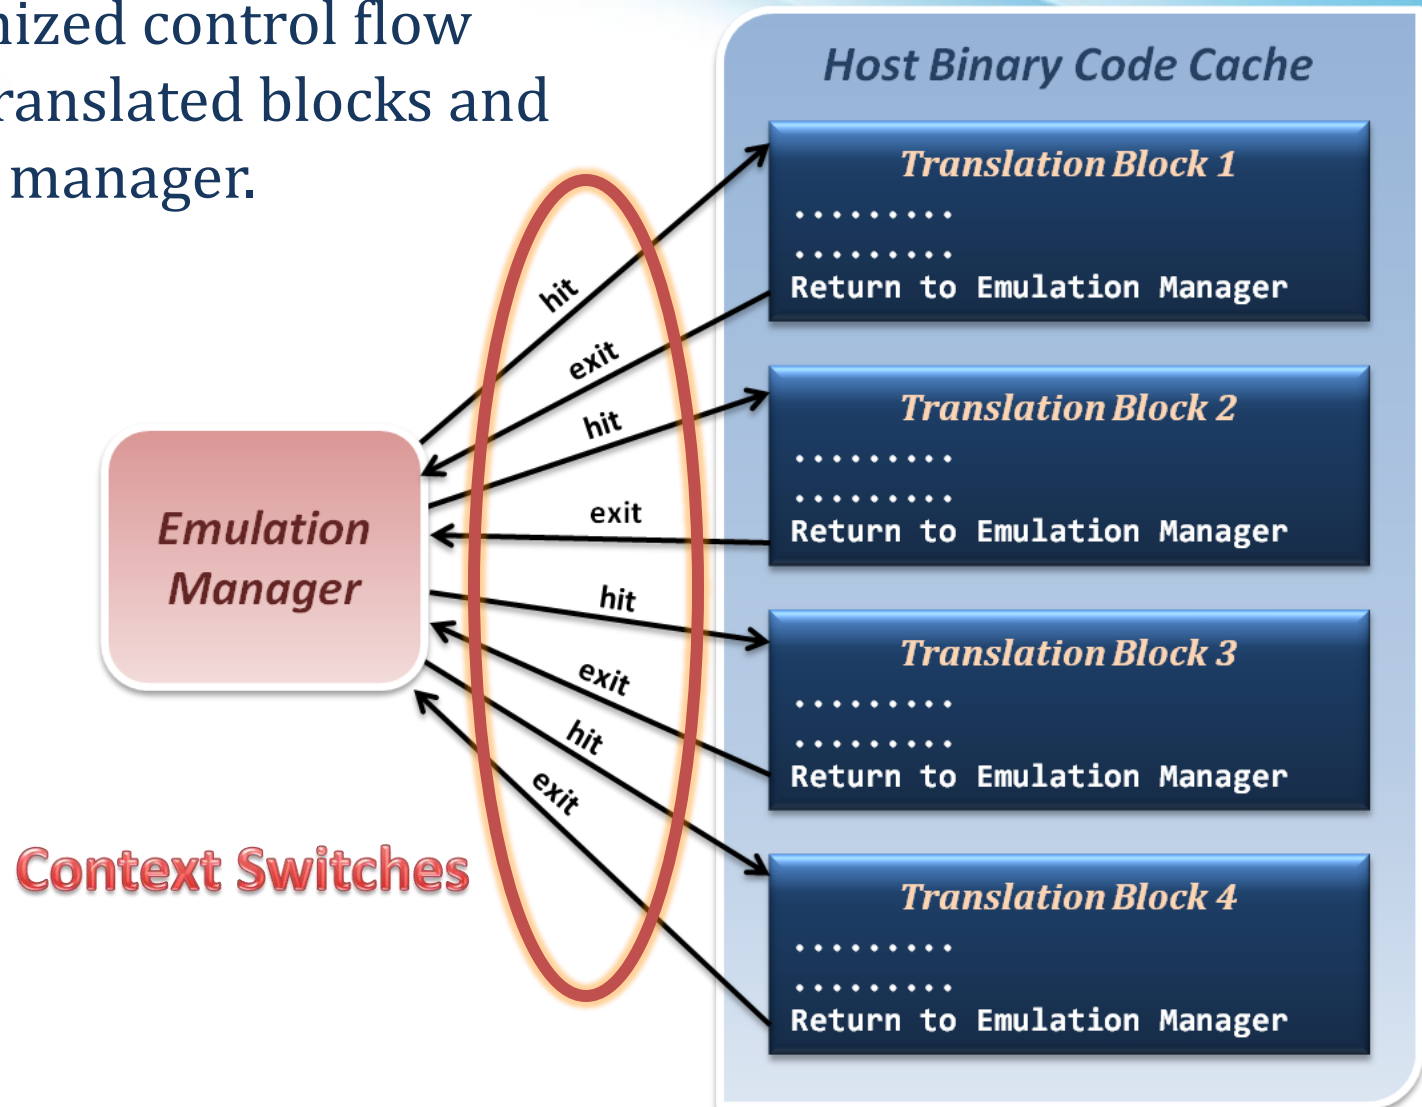 nized control flow
ranslated blocks and
manager.
Host Binary Code Cache
Translation Block 1
.........
.........
Return to Emulation Manager
hit
exit
Translation Block 2
.........
.........
Return to Emulation Manager
hit
exit
Emulation
Manager
Translation Block 3
.........
.........
Return to Emulation Manager
hit
exit
Translation Block 4
.........
.........
Return to Emulation Manager
hit
exit
Context Switches